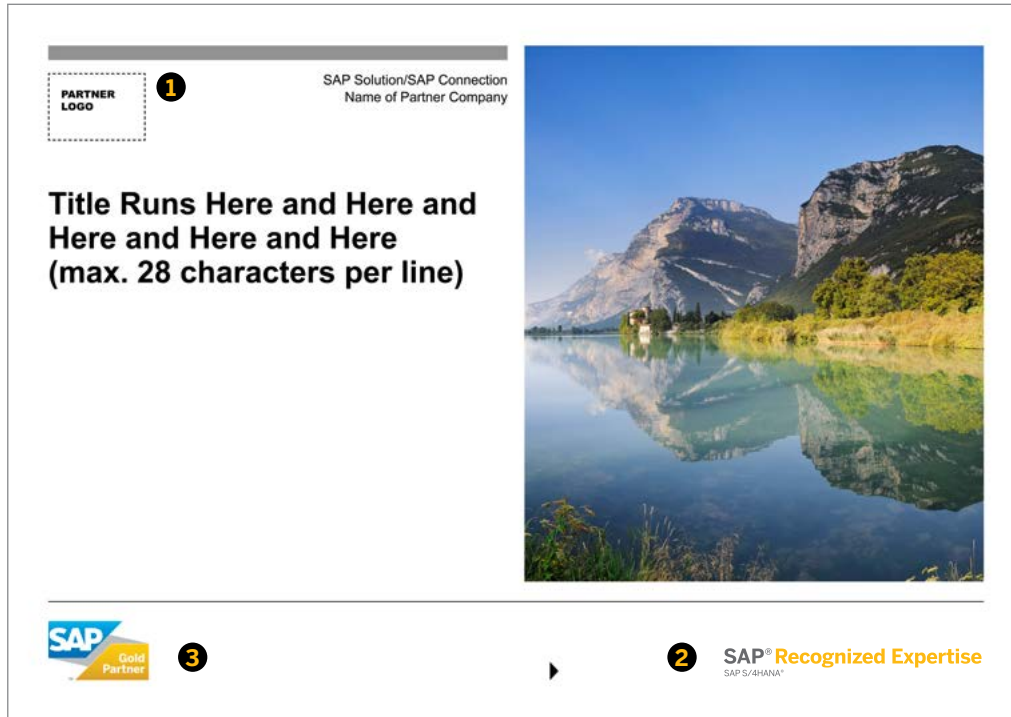 PARTNER
LOGO
1
SAP Solution/SAP Connection
Name of Partner Company
Title Runs Here and Here and
Here and Here and Here
(max. 28 characters per line)
SAP
Gold
Partner
3
2
SAP® Recognized Expertise
SAP S/4HANA®